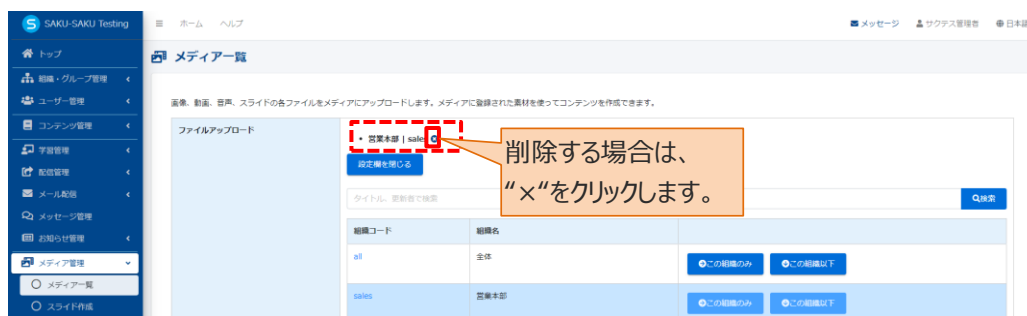 SAKU-SAKU Testing
ホーム ヘルプ
メッセージ サクテス管理者 日本語
トップ
メディア一覧
組織・グループ管理
ユーザー管理
コンテンツ管理
学習管理
配信管理
メール配信
メッセージ管理
お知らせ管理
メディア管理
メディア一覧
スライド作成
画像、動画、音声、スライドの各ファイルをメディアにアップロードします。メディアに登録された素材を使ってコンテンツを作成できます。
ファイルアップロード
・ 営業本部 | sales
設定欄を閉じる
削除する場合は、
“×“をクリックします。
タイトル、更新者で検索
検索
組織コード 組織名
all 全体 この組織のみ この組織以下
sales 営業本部 この組織のみ この組織以下